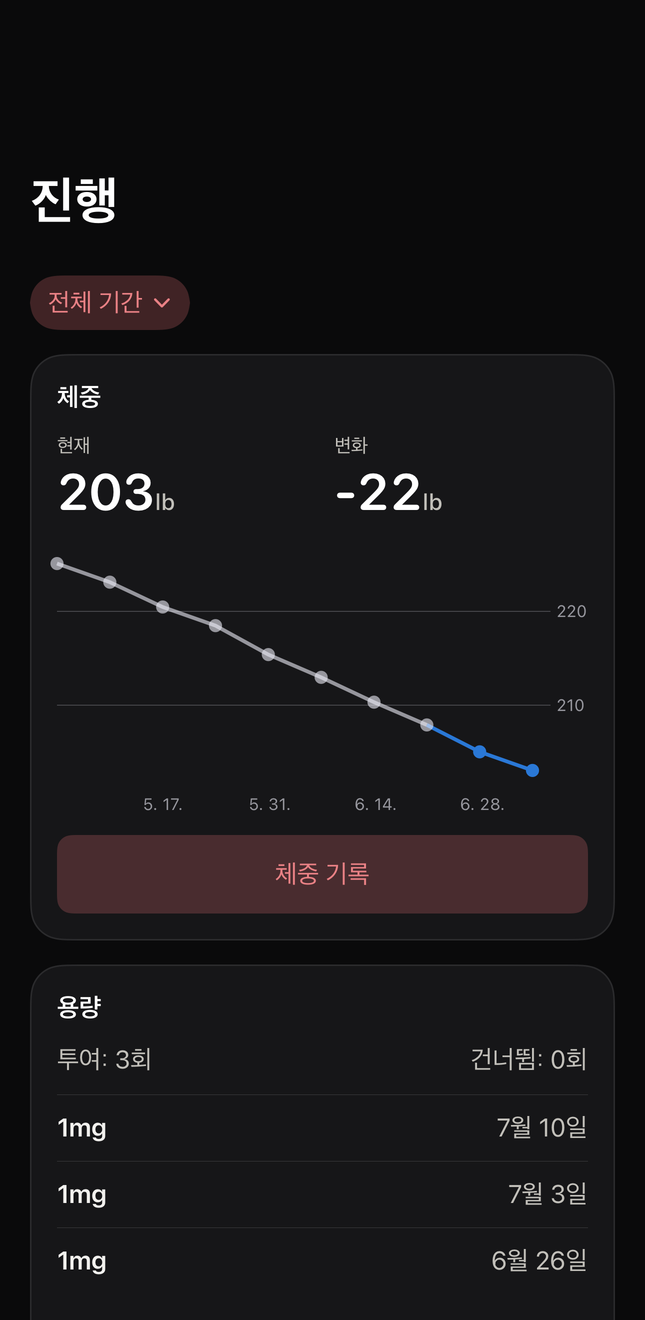 진행
전체 기간
체중
현재 변화
203lb -22lb
220
210
5. 17. 5. 31. 6. 14. 6. 28.
체중 기록
용량
투여: 3회 건너뜀: 0회
1mg 7월 10일
1mg 7월 3일
1mg 6월 26일